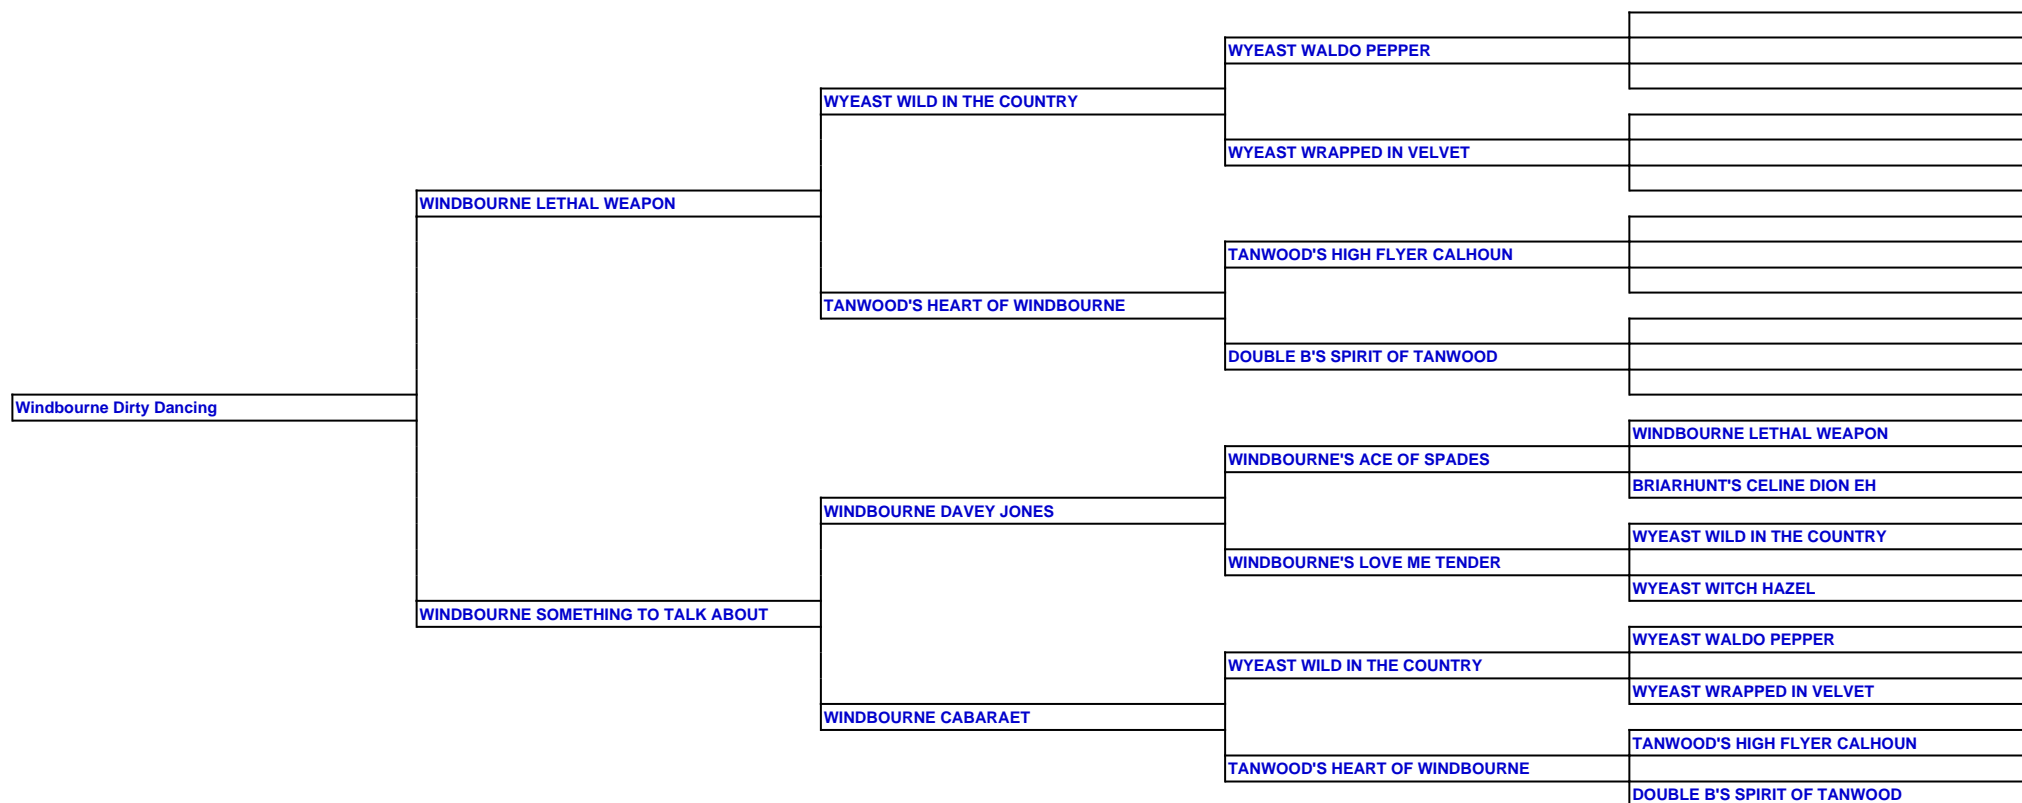 WYEAST WALDO PEPPER
WYEAST WILD IN THE COUNTRY
WYEAST WRAPPED IN VELVET
WINDBOURNE LETHAL WEAPON
TANWOOD'S HIGH FLYER CALHOUN
TANWOOD'S HEART OF WINDBOURNE
DOUBLE B'S SPIRIT OF TANWOOD
Windbourne Dirty Dancing
WINDBOURNE LETHAL WEAPON
WINDBOURNE'S ACE OF SPADES
BRIARHUNT'S CELINE DION EH
WINDBOURNE DAVEY JONES
WYEAST WILD IN THE COUNTRY
WINDBOURNE'S LOVE ME TENDER
WYEAST WITCH HAZEL
WINDBOURNE SOMETHING TO TALK ABOUT
WYEAST WALDO PEPPER
WYEAST WILD IN THE COUNTRY
WYEAST WRAPPED IN VELVET
WINDBOURNE CABARAET
TANWOOD'S HIGH FLYER CALHOUN
TANWOOD'S HEART OF WINDBOURNE
DOUBLE B'S SPIRIT OF TANWOOD